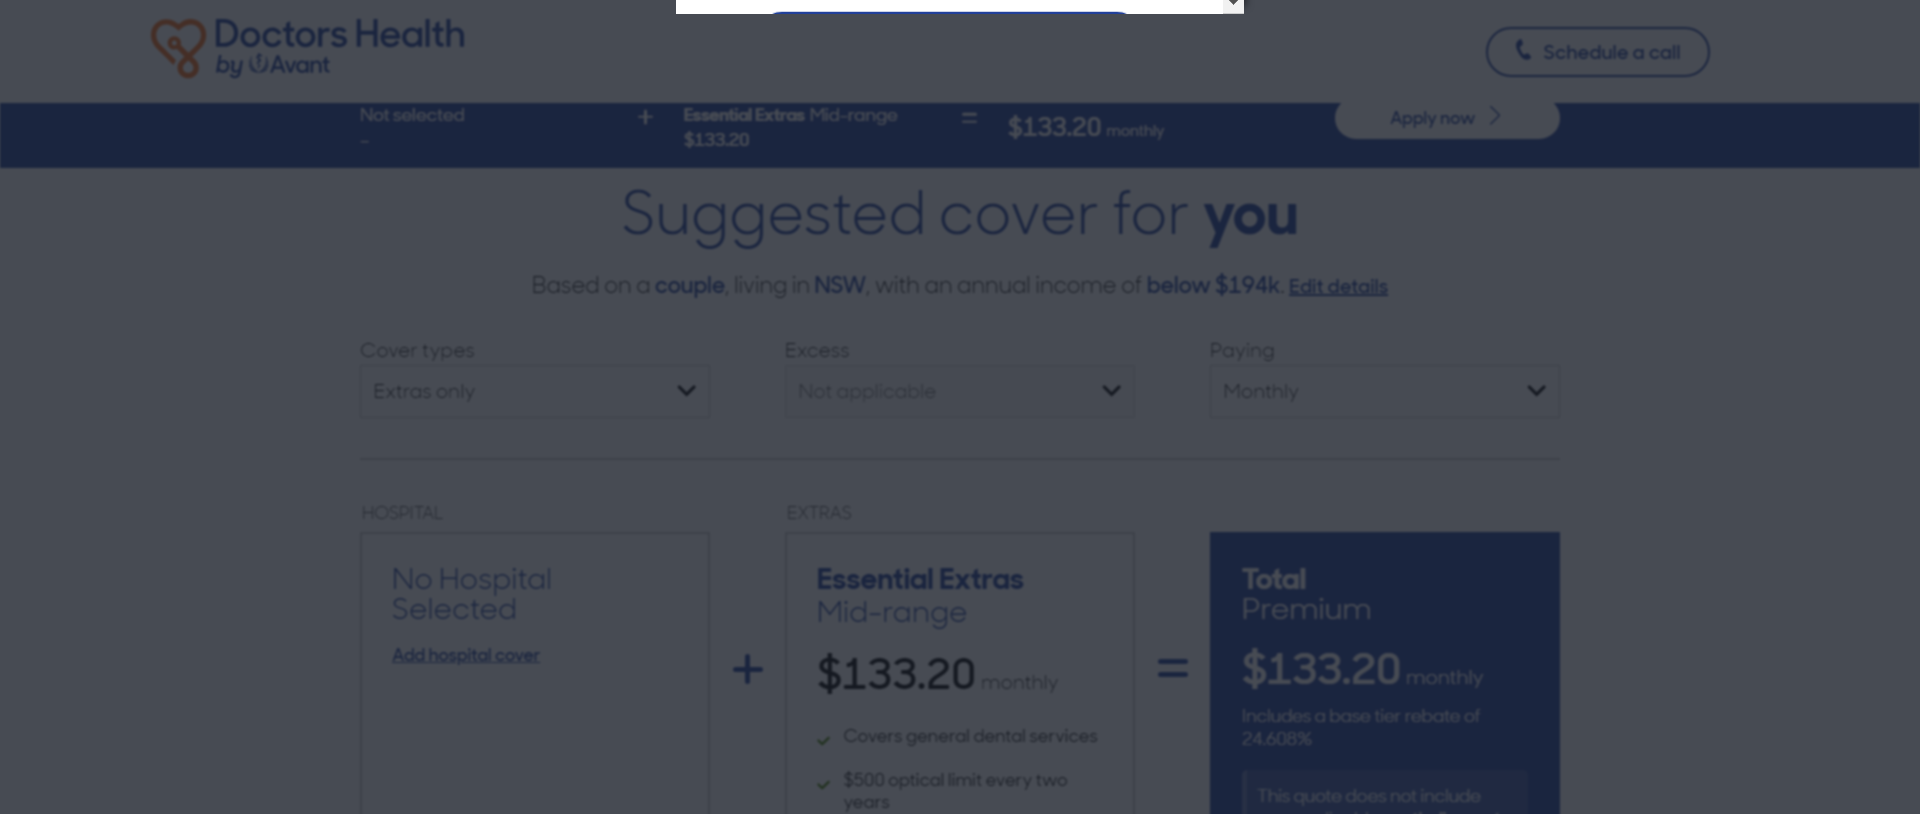 Doctors Health
by Avant
Schedule a call
Not selected
–
+
Essential Extras Mid-range
$133.20
=
$133.20 monthly
Apply now
Suggested cover for you
Based on a couple, living in NSW, with an annual income of below $194k. Edit details
Cover types
Extras only
Excess
Not applicable
Paying
Monthly
HOSPITAL
No Hospital
Selected
Add hospital cover
+
EXTRAS
Essential Extras
Mid-range
$133.20 monthly
Covers general dental services
$500 optical limit every two
years
=
Total
Premium
$133.20 monthly
Includes a base tier rebate of
24.608%
This quote does not include